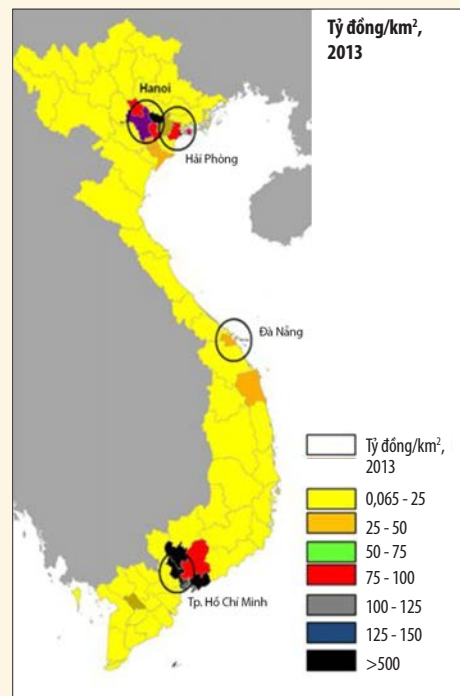 Tỷ đồng/km²,
2013
Hanoi
Hải Phòng
Đà Nẵng
Tp. Hồ Chí Minh
Tỷ đồng/km²,
2013
0,065 - 25
25 - 50
50 - 75
75 - 100
100 - 125
125 - 150
>500